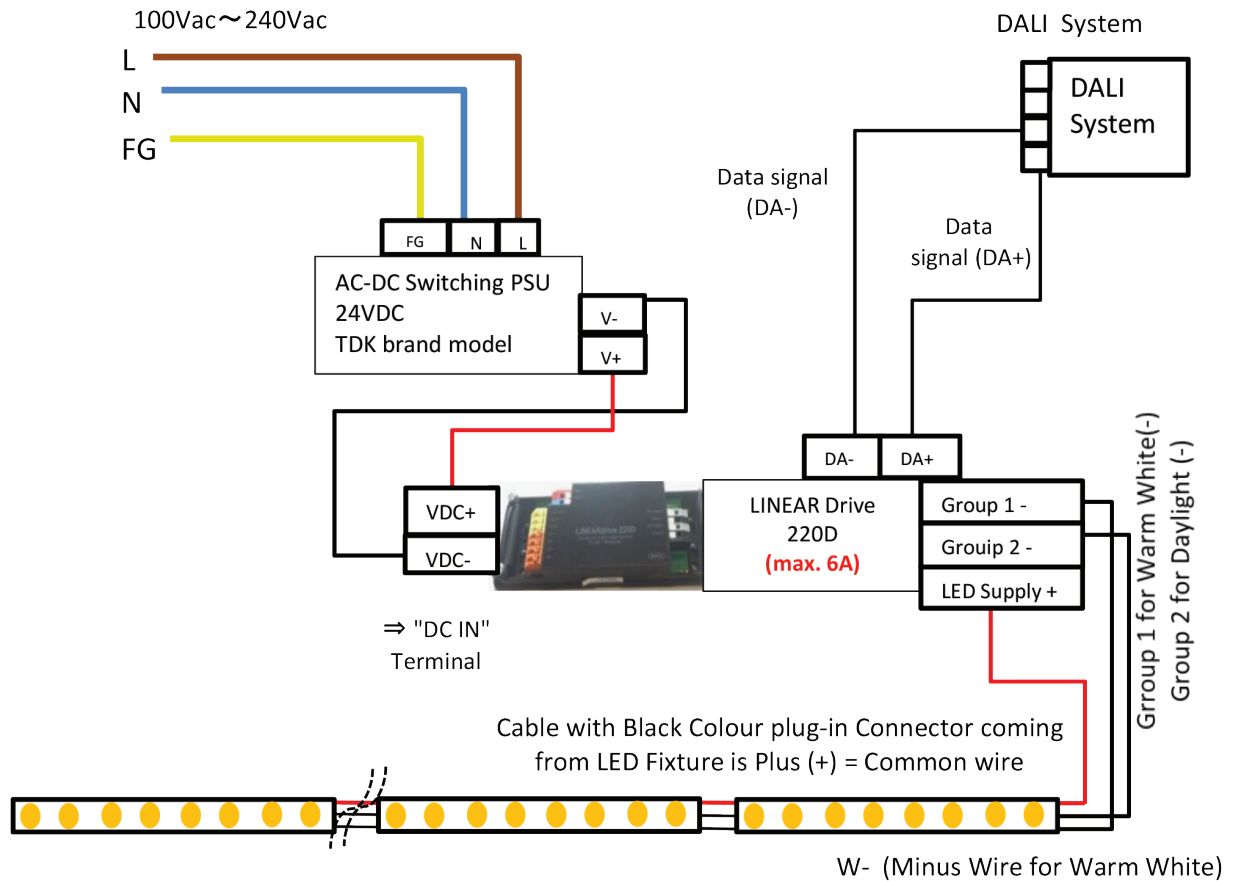 100Vac～240Vac
DALI System
L
N
FG
DALI
System
Data signal
(DA-)
Data
signal (DA+)
FG
N
L
AC-DC Switching PSU
24VDC
TDK brand model
V-
V+
DA-
DA+
VDC+
VDC-
LINEARdrive 220D
LINEAR Drive
220D
(max. 6A)
Group 1 -
Grouip 2 -
LED Supply +
Grroup 1 for Warm White(-)
Group 2 for Daylight (-)
⇒ "DC IN"
Terminal
Cable with Black Colour plug-in Connector coming
from LED Fixture is Plus (+) = Common wire
W- (Minus Wire for Warm White)